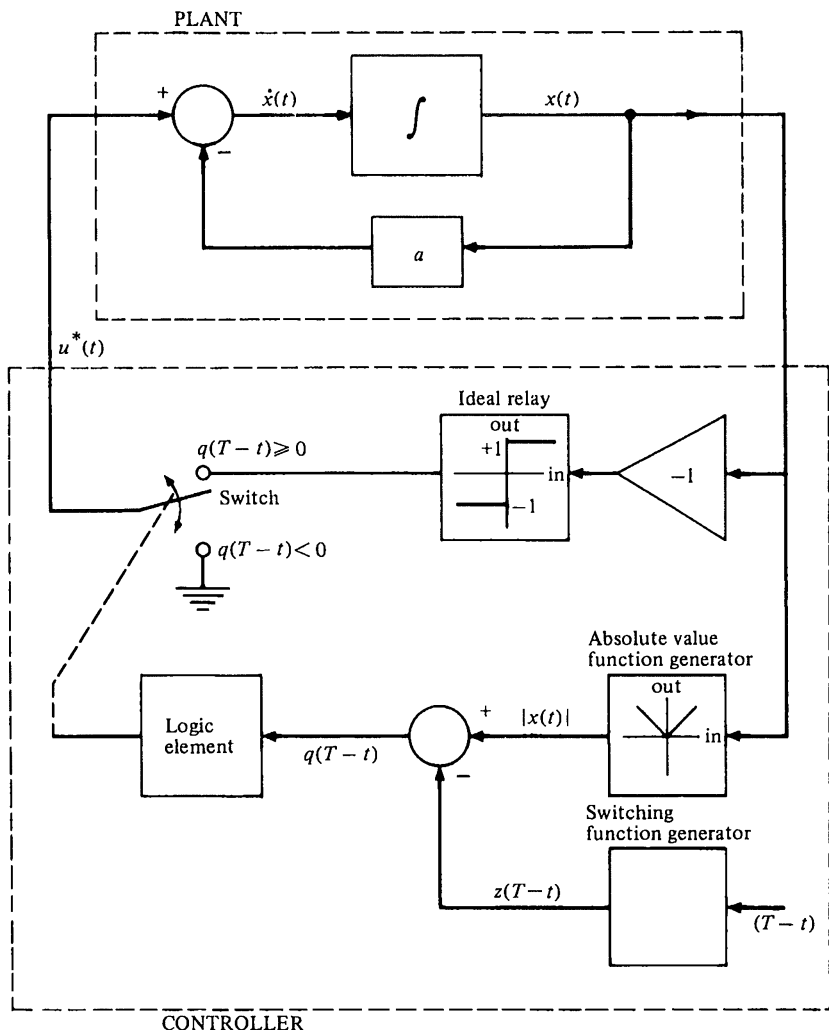 PLANT
+
ẋ(t)
∫
x(t)
−
a
u*(t)
Ideal relay
out
+1
in
−1
−1
q(T − t) ⩾ 0
Switch
q(T − t) < 0
Absolute value
function generator
out
in
+
|x(t)|
Logic
element
q(T − t)
−
Switching
function generator
z(T − t)
(T − t)
CONTROLLER